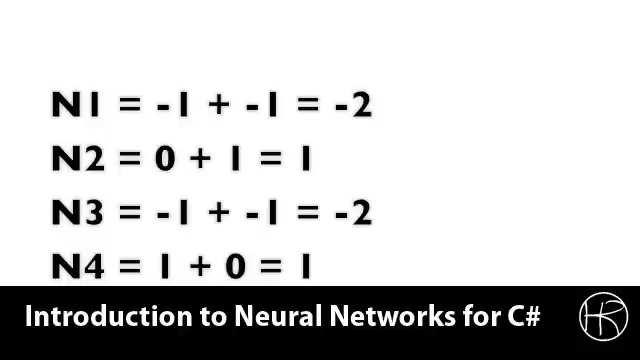 N1 = -1 + -1 = -2
N2 = 0 + 1 = 1
N3 = -1 + -1 = -2
N4 = 1 + 0 = 1
Introduction to Neural Networks for C#